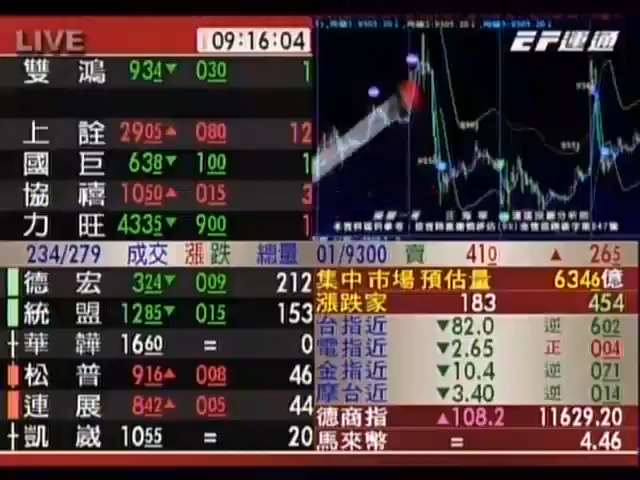 LIVE
09:16:04
EF運通
雙鴻 934▼ 030 1
上詮 2905▲ 080 12
國巨 638▼ 100 1
協禧 1050▲ 015 3
力旺 4335▼ 900 1
234/279 成交 漲跌 總量
01/9300 賣 410 ▲ 265
德宏 324▼ 009 212
統盟 1285▼ 015 153
華韡 1660 = 0
松普 916▲ 008 46
連展 842▲ 005 44
凱崴 1055 = 20
集中市場預估量 6346億
漲跌家 183 454
台指近 ▼82.0 逆 602
電指近 ▼2.65 正 004
金指近 ▼10.4 逆 071
摩台近 ▼3.40 逆 014
德商指 ▲108.2 11629.20
馬來幣 = 4.46